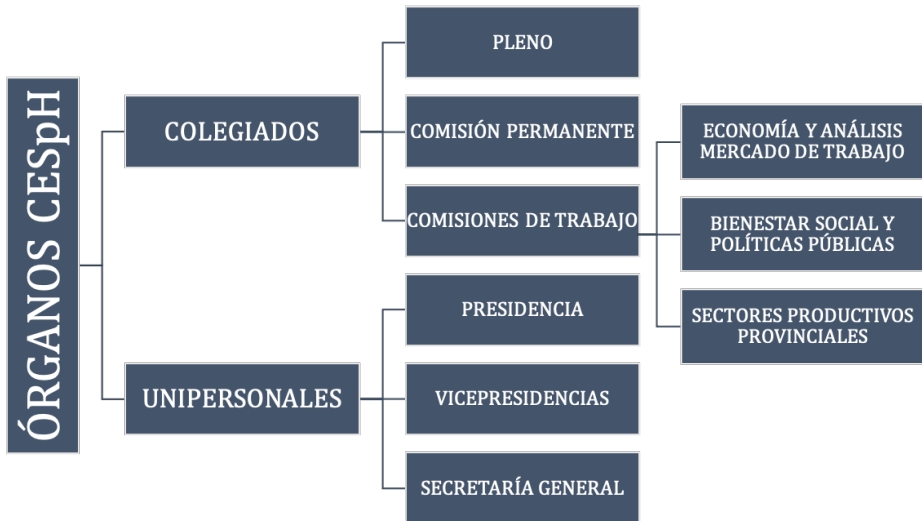 ÓRGANOS CESpH
COLEGIADOS
PLENO
COMISIÓN PERMANENTE
COMISIONES DE TRABAJO
ECONOMÍA Y ANÁLISIS
MERCADO DE TRABAJO
BIENESTAR SOCIAL Y
POLÍTICAS PÚBLICAS
SECTORES PRODUCTIVOS
PROVINCIALES
UNIPERSONALES
PRESIDENCIA
VICEPRESIDENCIAS
SECRETARÍA GENERAL